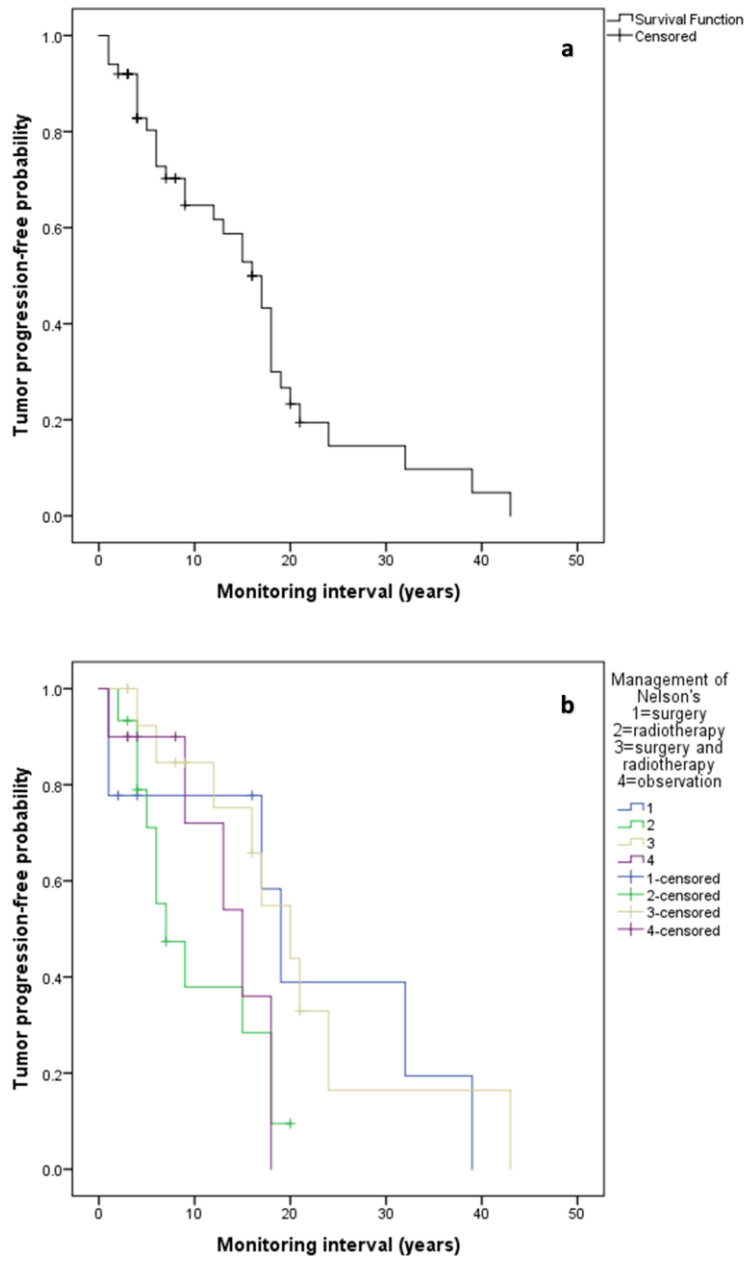 a
Survival Function
Censored
1.0
0.8
0.6
0.4
0.2
0.0
Tumor progression-free probability
0 10 20 30 40 50
Monitoring interval (years)
b
Management of
Nelson's
1=surgery
2=radiotherapy
3=surgery and
radiotherapy
4=observation
1
2
3
4
1-censored
2-censored
3-censored
4-censored
1.0
0.8
0.6
0.4
0.2
0.0
Tumor progression-free probability
0 10 20 30 40 50
Monitoring interval (years)